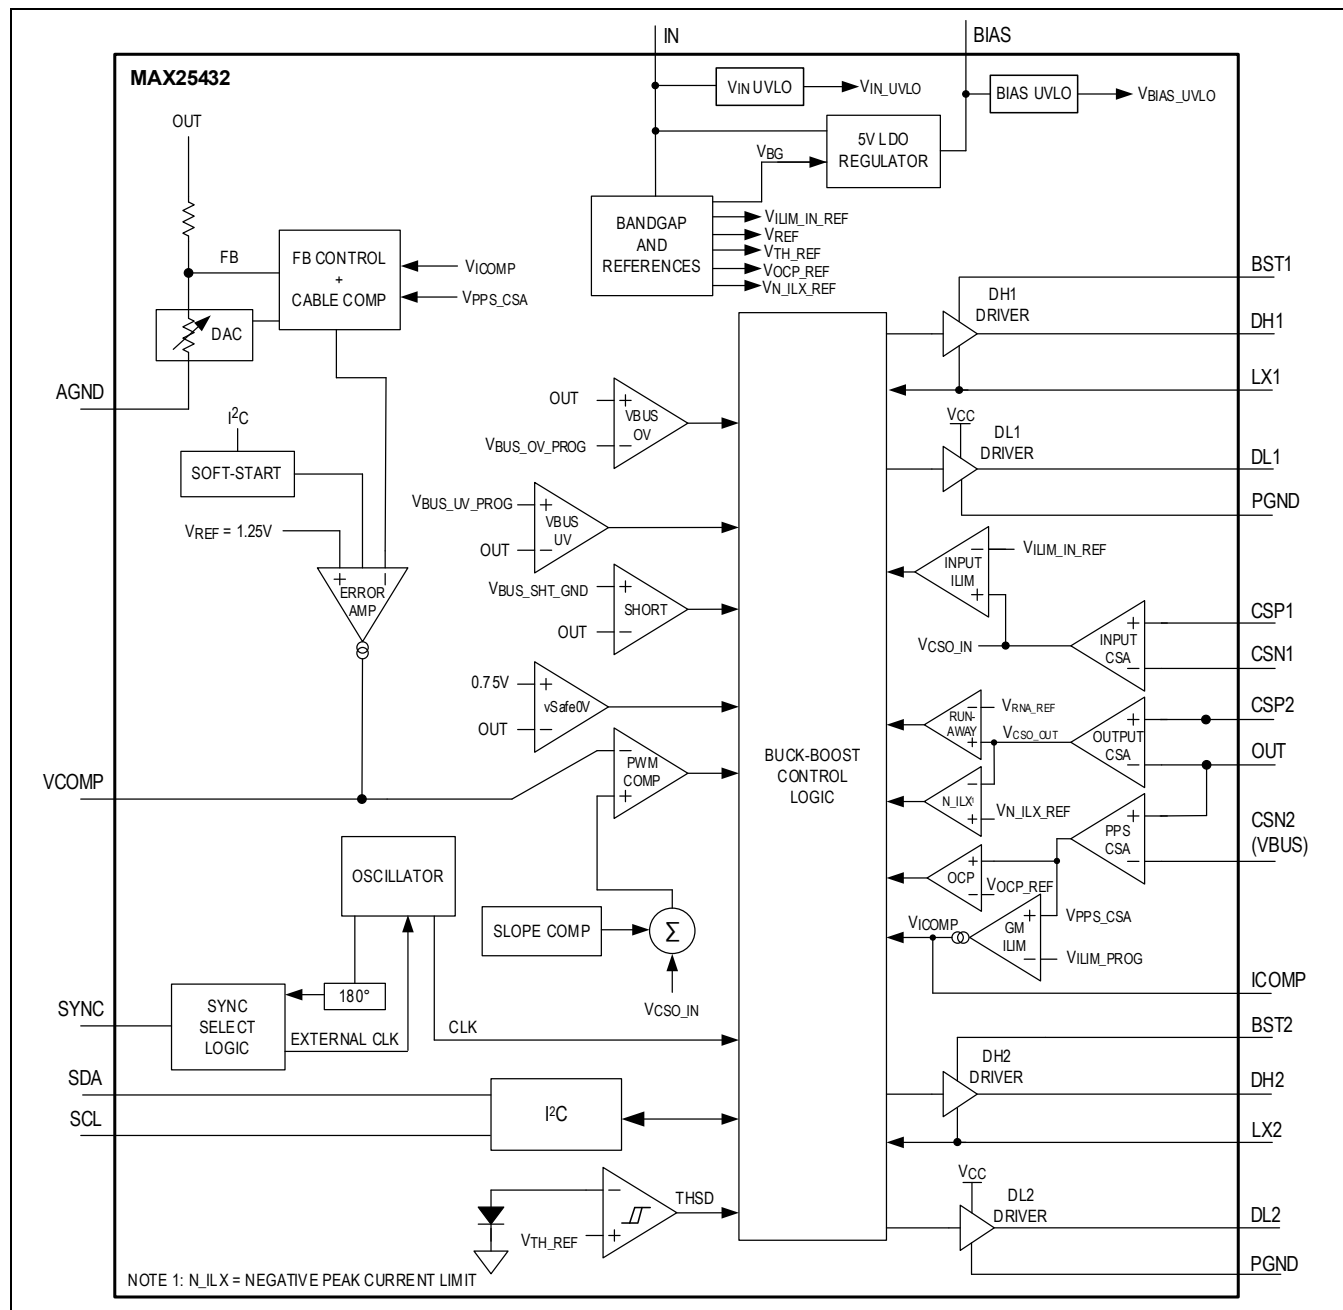 IN
BIAS
MAX25432
VIN UVLO
VIN_UVLO
BIAS UVLO
VBIAS_UVLO
OUT
5V LDO
REGULATOR
VBG
BANDGAP
AND
REFERENCES
VILIM_IN_REF
VREF
VTH_REF
VOCP_REF
VN_ILX_REF
FB
FB CONTROL
+
CABLE COMP
VICOMP
VPPS_CSA
DAC
AGND
I2C
SOFT-START
VREF = 1.25V
+
−
ERROR
AMP
OUT
+
VBUS
OV
VBUS_OV_PROG
−
VBUS_UV_PROG
+
VBUS
UV
OUT
−
VBUS_SHT_GND
+
SHORT
OUT
−
0.75V
+
vSafe0V
OUT
−
−
PWM
COMP
+
VCOMP
OSCILLATOR
SLOPE COMP
Σ
VCSO_IN
SYNC
SYNC
SELECT
LOGIC
180°
EXTERNAL CLK
CLK
SDA
SCL
I2C
THSD
−
VTH_REF
+
BUCK-BOOST
CONTROL
LOGIC
BST1
DH1
DRIVER
DH1
LX1
VCC
DL1
DRIVER
DL1
PGND
−
VILIM_IN_REF
INPUT
ILIM
+
CSP1
+
VCSO_IN
INPUT
CSA
−
CSN1
−
VRNA_REF
RUN-
AWAY
+
VCSO_OUT
CSP2
+
OUTPUT
CSA
−
OUT
−
N_ILX1
+
VN_ILX_REF
+
PPS
CSA
−
CSN2
(VBUS)
+
OCP
−
VOCP_REF
VICOMP
+
GM
ILIM
−
VPPS_CSA
VILIM_PROG
ICOMP
BST2
DH2
DRIVER
DH2
LX2
VCC
DL2
DRIVER
DL2
PGND
NOTE 1: N_ILX = NEGATIVE PEAK CURRENT LIMIT